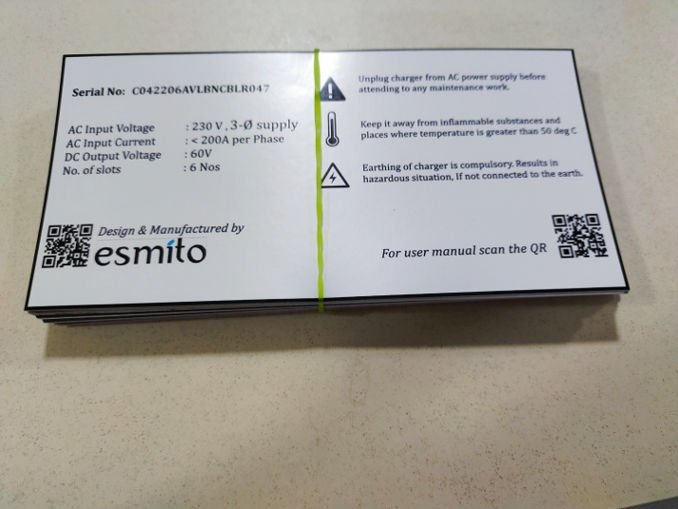 Serial No: C042206AVLBNCBLR047
AC Input Voltage : 230 V , 3-Ø supply
AC Input Current : < 200A per Phase
DC Output Voltage : 60V
No. of slots : 6 Nos
Design & Manufactured by
esmito
Unplug charger from AC power supply before
attending to any maintenance work.
Keep it away from inflammable substances and
places where temperature is greater than 50 deg C
Earthing of charger is compulsory. Results in
hazardous situation, If not connected to the earth.
For user manual scan the QR